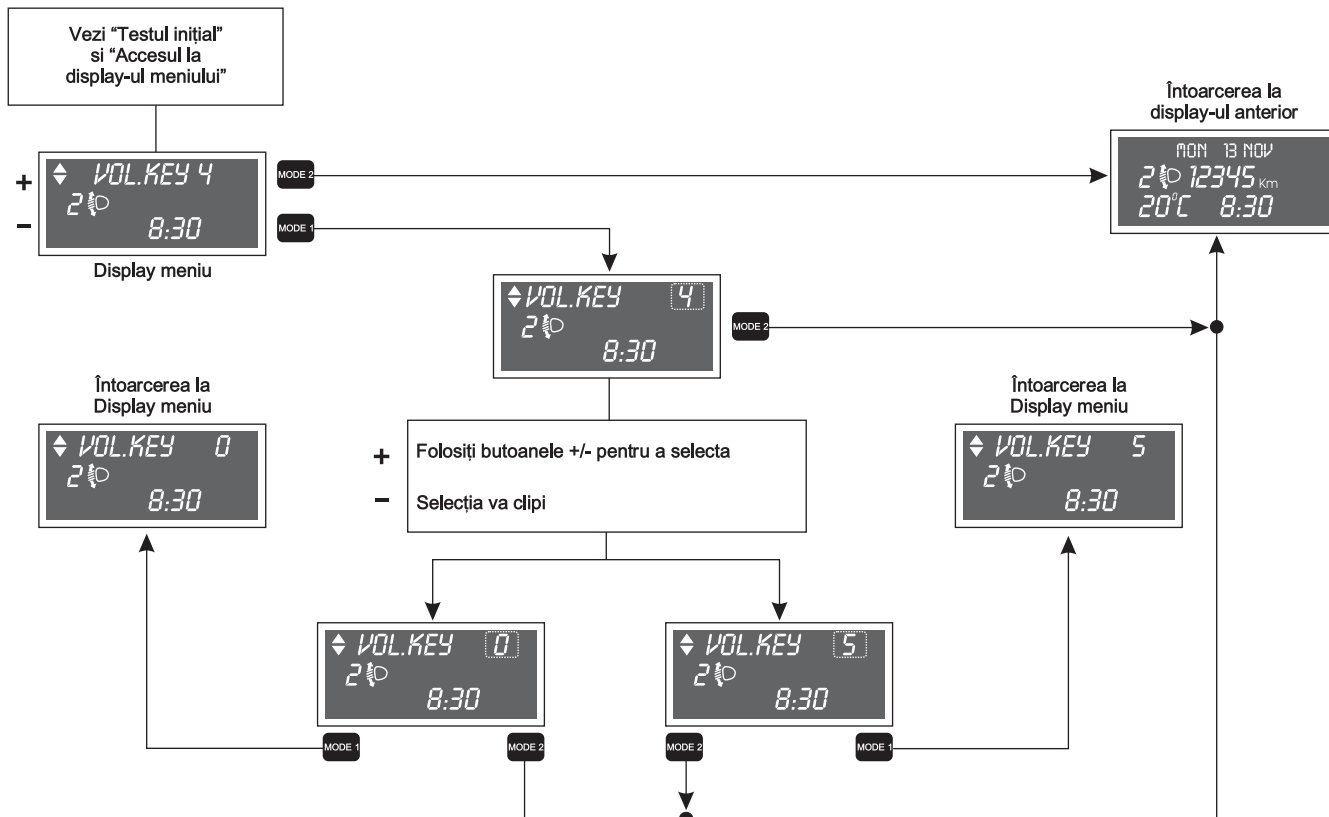 Vezi “Testul inițial”
si “Accesul la
display-ul meniului”
+
−
VOL.KEY 4
2
8:30
Display meniu
MODE 2
MODE 1
Întoarcerea la
display-ul anterior
MON 13 NOV
2 12345 Km
20°C 8:30
VOL.KEY 4
2
8:30
MODE 2
Întoarcerea la
Display meniu
VOL.KEY 0
2
8:30
+
−
Folosiți butoanele +/- pentru a selecta
Selecția va clipi
Întoarcerea la
Display meniu
VOL.KEY 5
2
8:30
VOL.KEY 0
2
8:30
MODE 1
MODE 2
VOL.KEY 5
2
8:30
MODE 2
MODE 1